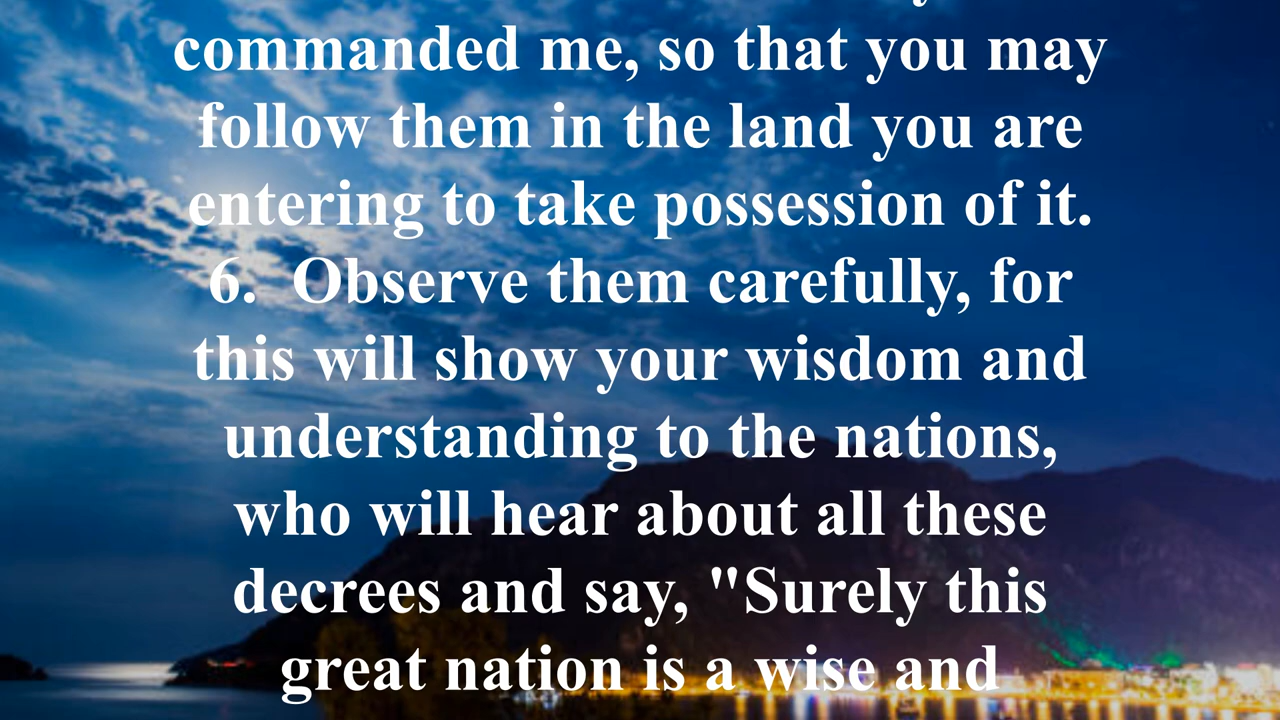 commanded me, so that you may
follow them in the land you are
entering to take possession of it.
6.  Observe them carefully, for
this will show your wisdom and
understanding to the nations,
who will hear about all these
decrees and say, "Surely this
great nation is a wise and